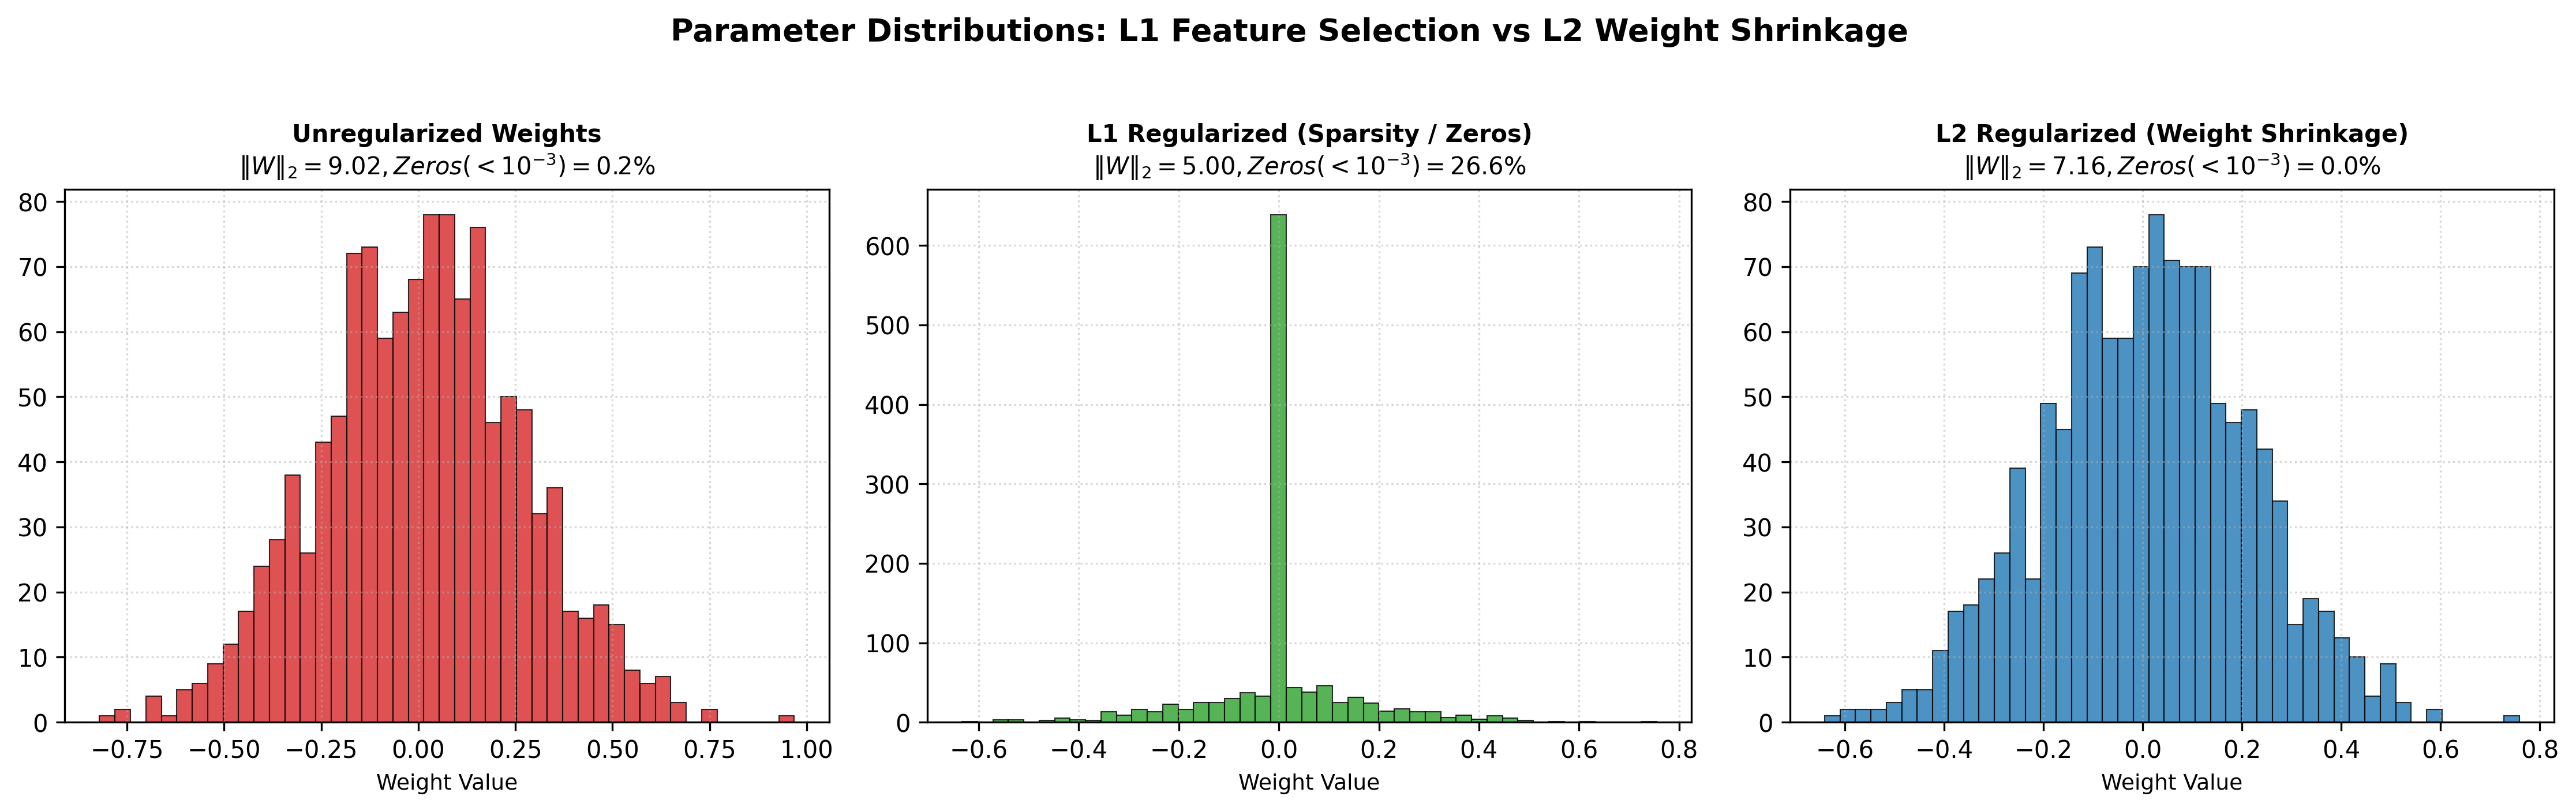 Parameter Distributions: L1 Feature Selection vs L2 Weight Shrinkage
Unregularized Weights
‖W‖₂ = 9.02, Zeros(< 10⁻³) = 0.2%
80
70
60
50
40
30
20
10
0
−0.75 −0.50 −0.25 0.00 0.25 0.50 0.75 1.00
Weight Value
L1 Regularized (Sparsity / Zeros)
‖W‖₂ = 5.00, Zeros(< 10⁻³) = 26.6%
600
500
400
300
200
100
0
−0.6 −0.4 −0.2 0.0 0.2 0.4 0.6 0.8
Weight Value
L2 Regularized (Weight Shrinkage)
‖W‖₂ = 7.16, Zeros(< 10⁻³) = 0.0%
80
70
60
50
40
30
20
10
0
−0.6 −0.4 −0.2 0.0 0.2 0.4 0.6 0.8
Weight Value